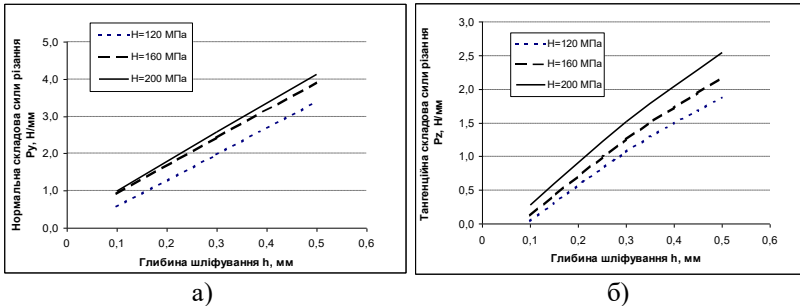 Нормальна складова сили різання
Ру, Н/мм
5,0
4,0
3,0
2,0
1,0
0,0
H=120 МПа
H=160 МПа
H=200 МПа
0
0,1
0,2
0,3
0,4
0,5
0,6
Глибина шліфування h, мм
а)
Тангенційна складова сили різання
Pz, Н/мм
3,0
2,5
2,0
1,5
1,0
0,5
0,0
H=120 МПа
H=160 МПа
H=200 МПа
0
0,1
0,2
0,3
0,4
0,5
0,6
Глибина шліфування h, мм
б)